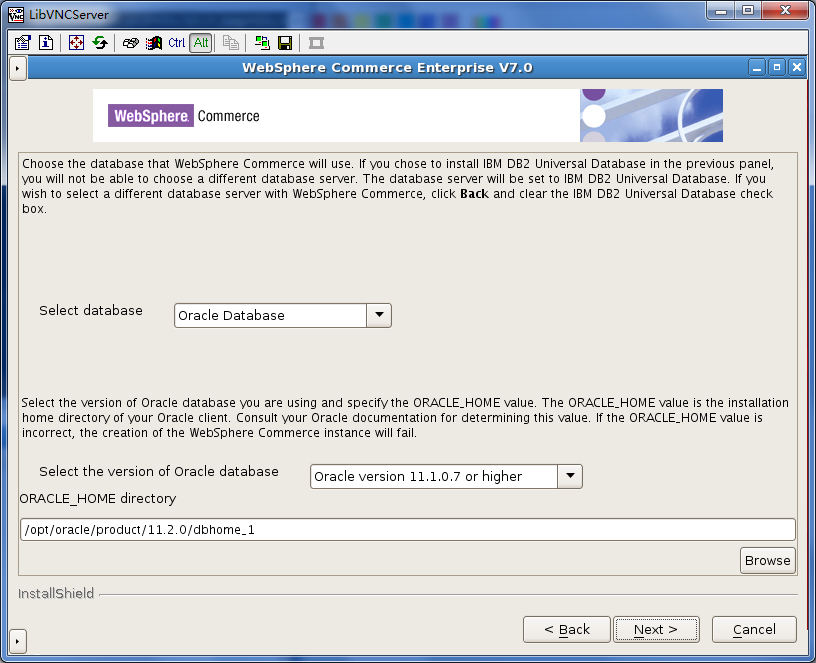 LibVNCServer
Ctrl Alt
WebSphere Commerce Enterprise V7.0
WebSphere. Commerce
Choose the database that WebSphere Commerce will use. If you chose to install IBM DB2 Universal Database in the previous panel,
you will not be able to choose a different database server. The database server will be set to IBM DB2 Universal Database. If you
wish to select a different database server with WebSphere Commerce, click Back and clear the IBM DB2 Universal Database check
box.
Select database
Oracle Database
Select the version of Oracle database you are using and specify the ORACLE_HOME value. The ORACLE_HOME value is the installation
home directory of your Oracle client. Consult your Oracle documentation for determining this value. If the ORACLE_HOME value is
incorrect, the creation of the WebSphere Commerce instance will fail.
Select the version of Oracle database
Oracle version 11.1.0.7 or higher
ORACLE_HOME directory
/opt/oracle/product/11.2.0/dbhome_1
Browse
InstallShield
< Back
Next >
Cancel